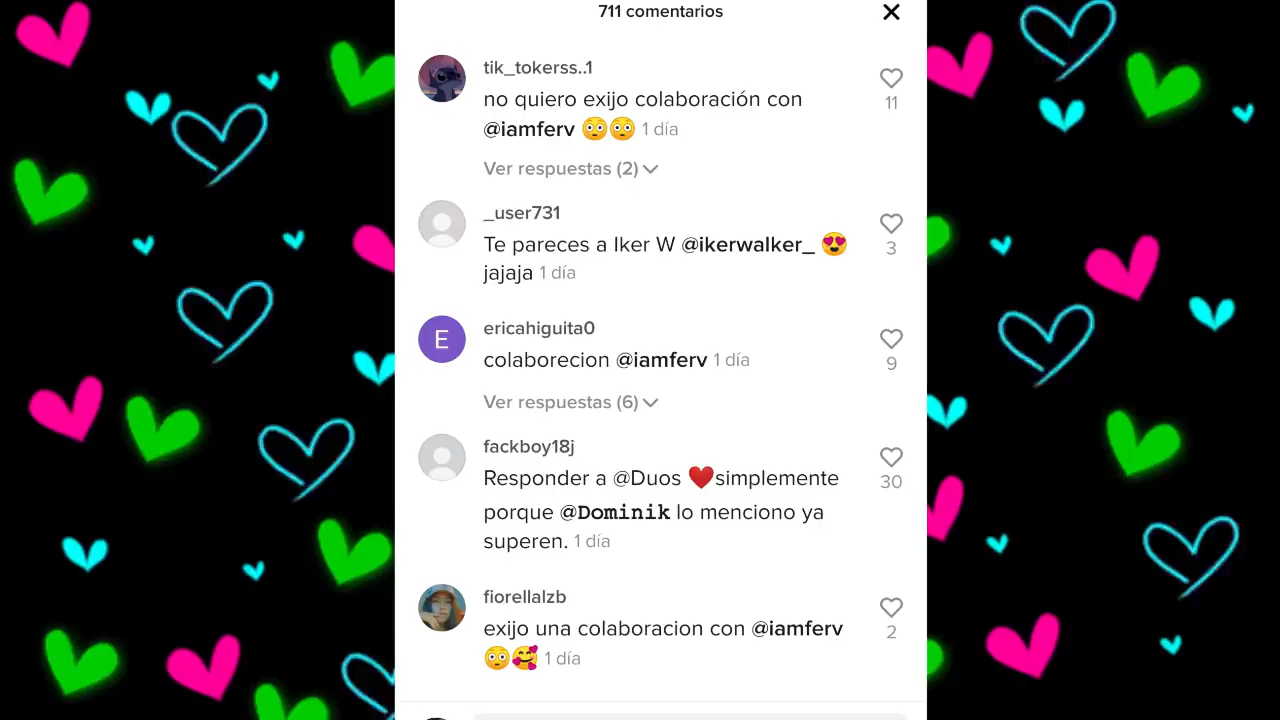 711 comentarios
tik_tokerss..1
no quiero exijo colaboración con
@iamferv 😳😳 1 día
11
Ver respuestas (2)
_user731
Te pareces a Iker W @ikerwalker_ 😍
jajaja 1 día
3
E
ericahiguita0
colaborecion @iamferv 1 día
9
Ver respuestas (6)
fackboy18j
Responder a @Duos ❤️simplemente
porque @𝙳𝚘𝚖𝚒𝚗𝚒𝚔 lo menciono ya
superen. 1 día
30
fiorellalzb
exijo una colaboracion con @iamferv
😳🥰 1 día
2